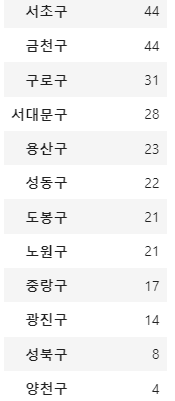 서초구 44
금천구 44
구로구 31
서대문구 28
용산구 23
성동구 22
도봉구 21
노원구 21
중랑구 17
광진구 14
성북구 8
양천구 4